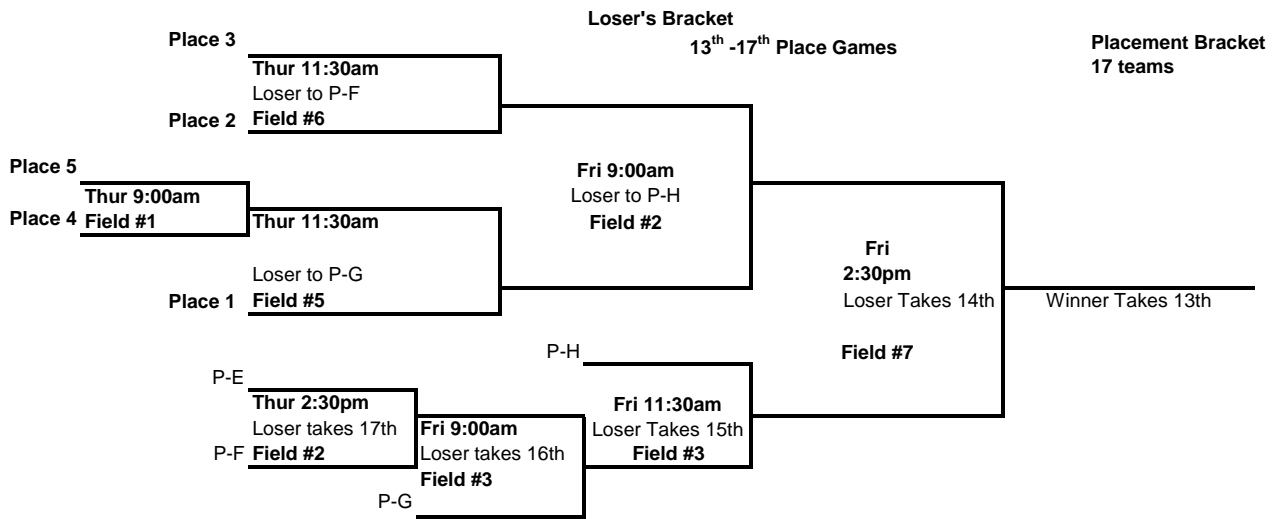 Loser's Bracket
13th -17th Place Games
Placement Bracket
17 teams
Place 3
Thur 11:30am
Loser to P-F
Place 2 Field #6
Place 5
Thur 9:00am
Place 4 Field #1
Thur 11:30am
Loser to P-G
Place 1 Field #5
Fri 9:00am
Loser to P-H
Field #2
Fri
2:30pm
Loser Takes 14th
Field #7
Winner Takes 13th
P-H
P-E
Thur 2:30pm
Loser takes 17th
P-F Field #2
Fri 9:00am
Loser takes 16th
Field #3
P-G
Fri 11:30am
Loser Takes 15th
Field #3